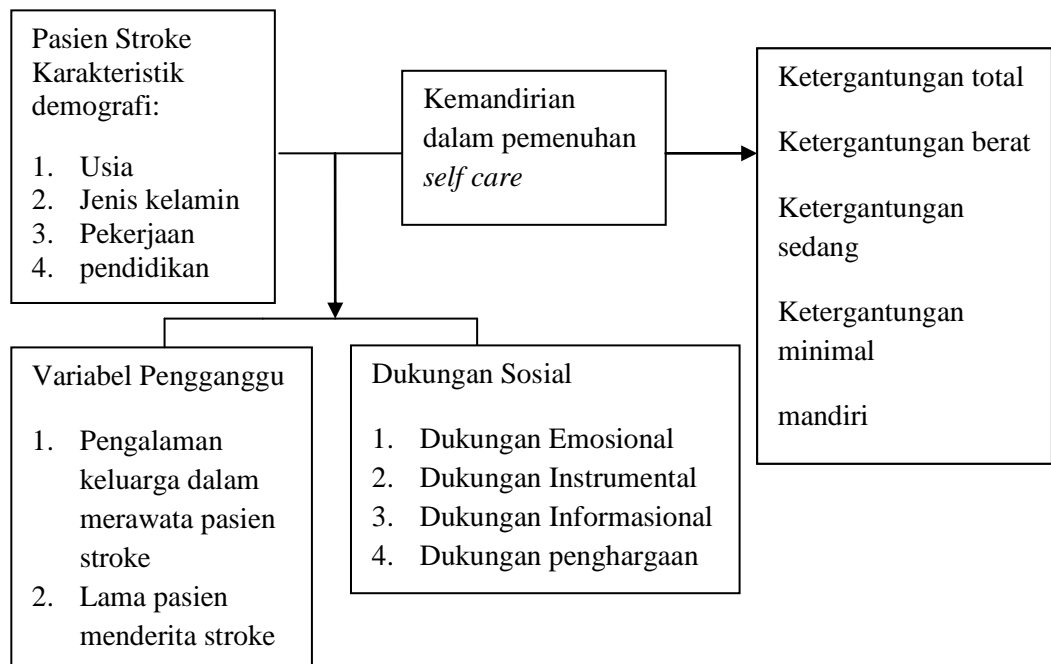 Pasien Stroke
Karakteristik
demografi:
1. Usia
2. Jenis kelamin
3. Pekerjaan
4. pendidikan
Kemandirian
dalam pemenuhan
self care
Ketergantungan total
Ketergantungan berat
Ketergantungan
sedang
Ketergantungan
minimal
mandiri
Variabel Pengganggu
1. Pengalaman
keluarga dalam
merawata pasien
stroke
2. Lama pasien
menderita stroke
Dukungan Sosial
1. Dukungan Emosional
2. Dukungan Instrumental
3. Dukungan Informasional
4. Dukungan penghargaan